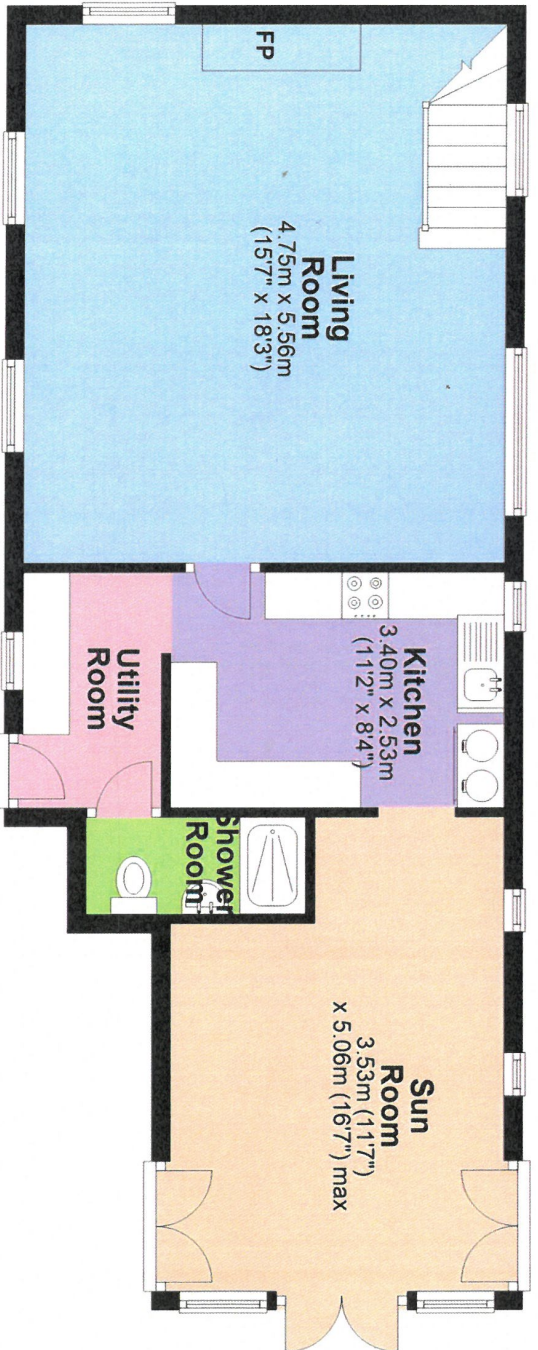 FP
Living
Room
4.75m x 5.56m
(15'7" x 18'3")
Kitchen
3.40m x 2.53m
(11'2" x 8'4")
Utility
Room
Shower
Room
Sun
Room
3.53m (11'7")
x 5.06m (16'7") max